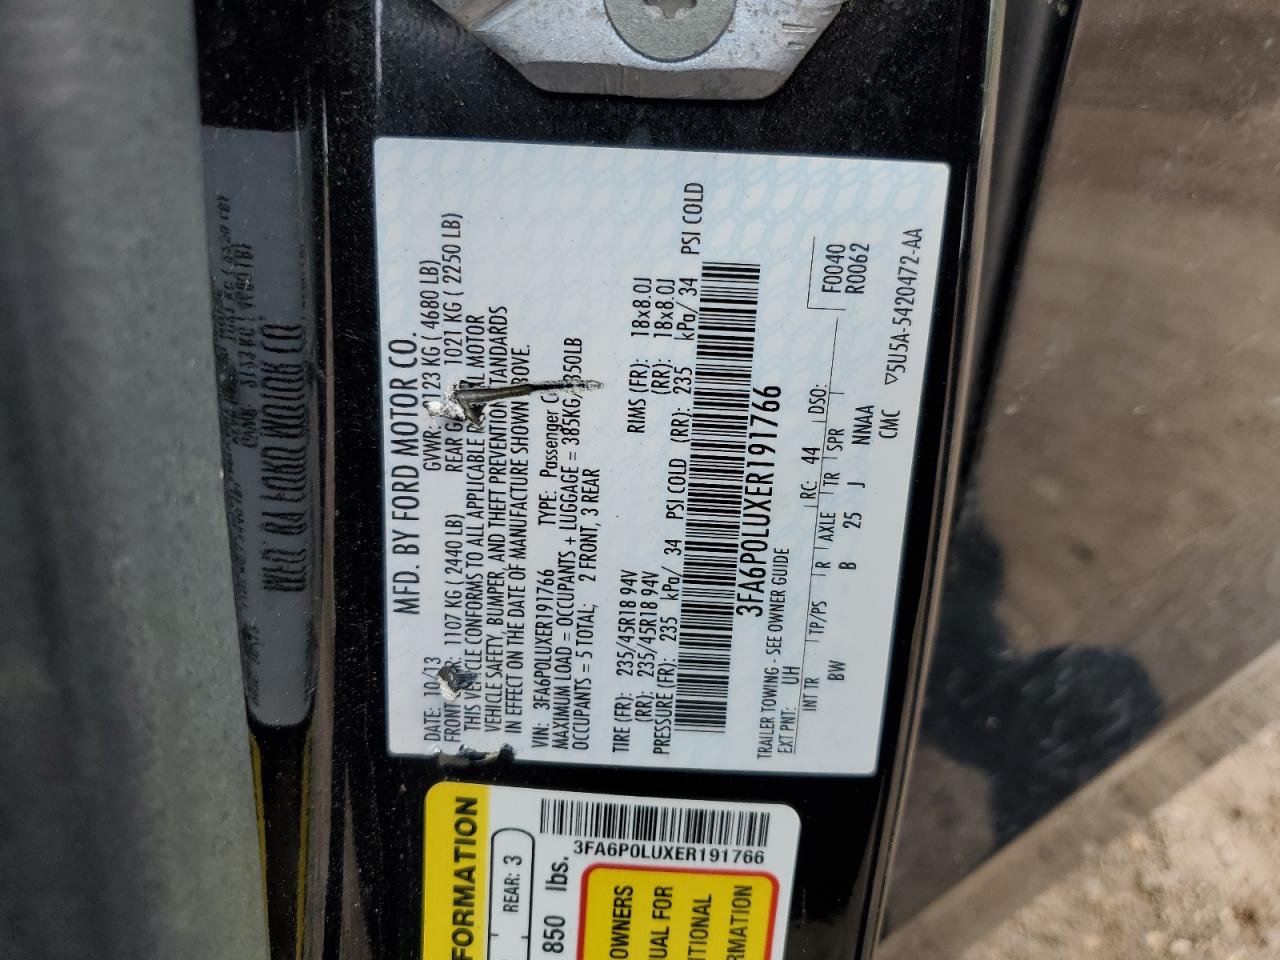 MFD. BY FORD MOTOR CO.
DATE: 10/13 GVWR: 2123 KG ( 4680 LB)
FRONT 1107 KG ( 2440 LB) REAR 1021 KG ( 2250 LB)
THIS VEHICLE CONFORMS TO ALL APPLICABLE MOTOR
VEHICLE SAFETY, BUMPER, AND THEFT PREVENTION STANDARDS
IN EFFECT ON THE DATE OF MANUFACTURE SHOWN ABOVE.
VIN: 3FA6P0LUXER191766 TYPE: Passenger
MAXIMUM LOAD = OCCUPANTS + LUGGAGE = 385KG/ 850LB
OCCUPANTS = 5 TOTAL; 2 FRONT, 3 REAR
TIRE (FR): 235/45R18 94V RIMS (FR): 18x8.0J
(RR): 235/45R18 94V (RR): 18x8.0J
PRESSURE (FR): 235 kPa/ 34 PSI COLD (RR): 235 kPa/ 34 PSI COLD
3FA6P0LUXER191766
TRAILER TOWING - SEE OWNER GUIDE
EXT PNT: UH RC: 44 DSO: F0040
R0062
INT TR TP/PS R AXLE TR SPR
BW B 25 J NNAA
CMC ▽5U5A-5420472-AA
FORMATION
REAR: 3
850 lbs.
3FA6P0LUXER191766
OWNERS
UAL FOR
ITIONAL
RMATION